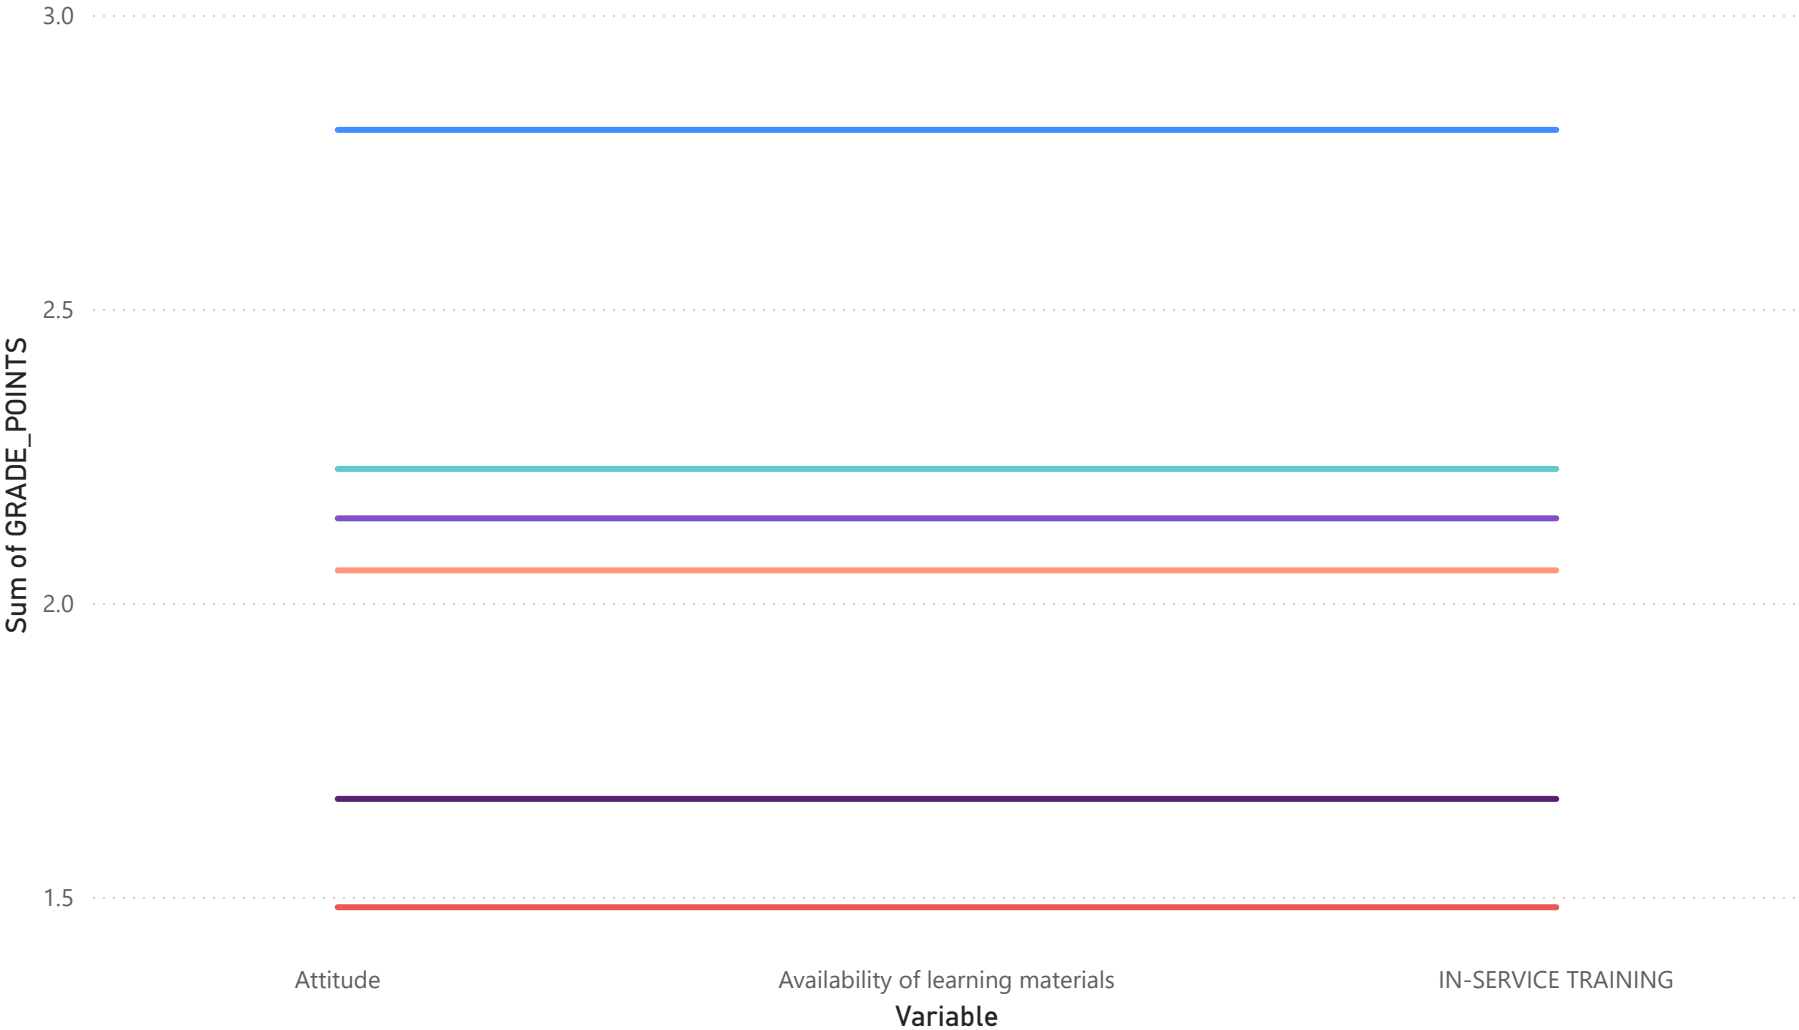 3.0
2.5
2.0
1.5
Sum of GRADE_POINTS
Attitude
Availability of learning materials
IN-SERVICE TRAINING
Variable